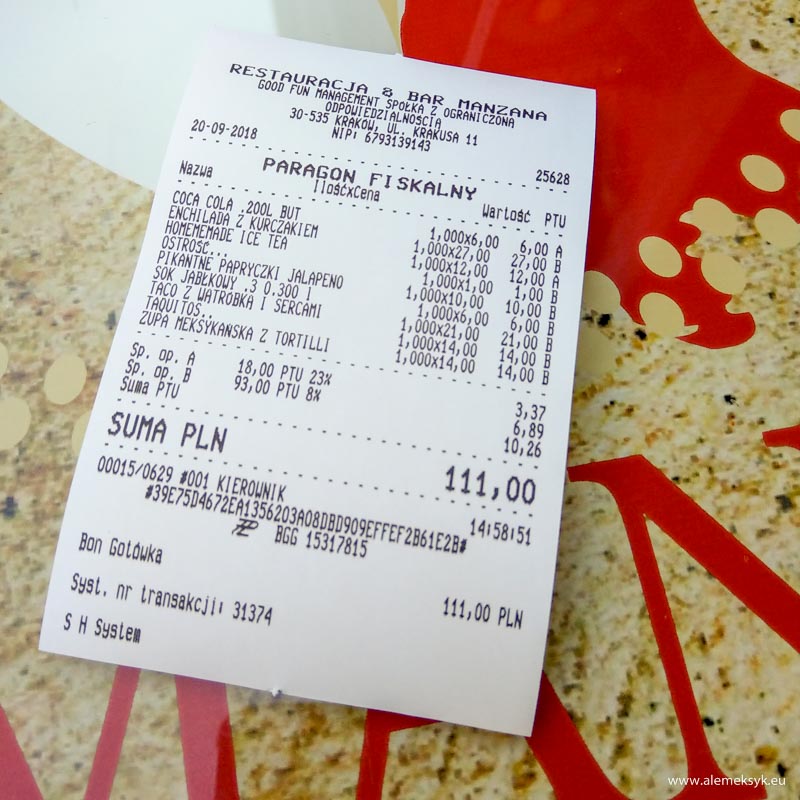 RESTAURACJA & BAR MANZANA
GOOD FUN MANAGEMENT SPÓŁKA Z OGRANICZONĄ
ODPOWIEDZIALNOŚCIĄ
30-535 KRAKÓW, UL. KRAKUSA 11
NIP: 6793139143
20-09-2018 25628
PARAGON FISKALNY
Nazwa IlośćxCena Wartość PTU
COCA COLA .200L BUT 1,000x6,00 6,00 A
ENCHILADA Z KURCZAKIEM 1,000x27,00 27,00 B
HOMEMEMADE ICE TEA 1,000x12,00 12,00 A
OSTROSC... 1,000x1,00 1,00 B
PIKANTNE PAPRYCZKI JALAPENO 1,000x10,00 10,00 B
SOK JABŁKOWY .3 0.300 l 1,000x6,00 6,00 B
TACO Z WATROBKA I SERCAMI 1,000x21,00 21,00 B
TAQUITOS.. 1,000x14,00 14,00 B
ZUPA MEKSYKANSKA Z TORTILLI 1,000x14,00 14,00 B
Sp. op. A 18,00 PTU 23% 3,37
Sp. op. B 93,00 PTU 8% 6,89
Suma PTU 10,26
SUMA PLN 111,00
00015/0629 #001 KIEROWNIK 14:58:51
#39E75D4672EA1356203A08DBD909EFFEF2B61E2B#
BGG 15317815
Bon Gotówka 111,00 PLN
Syst. nr transakcji: 31374
S H System
www.alemeksyk.eu